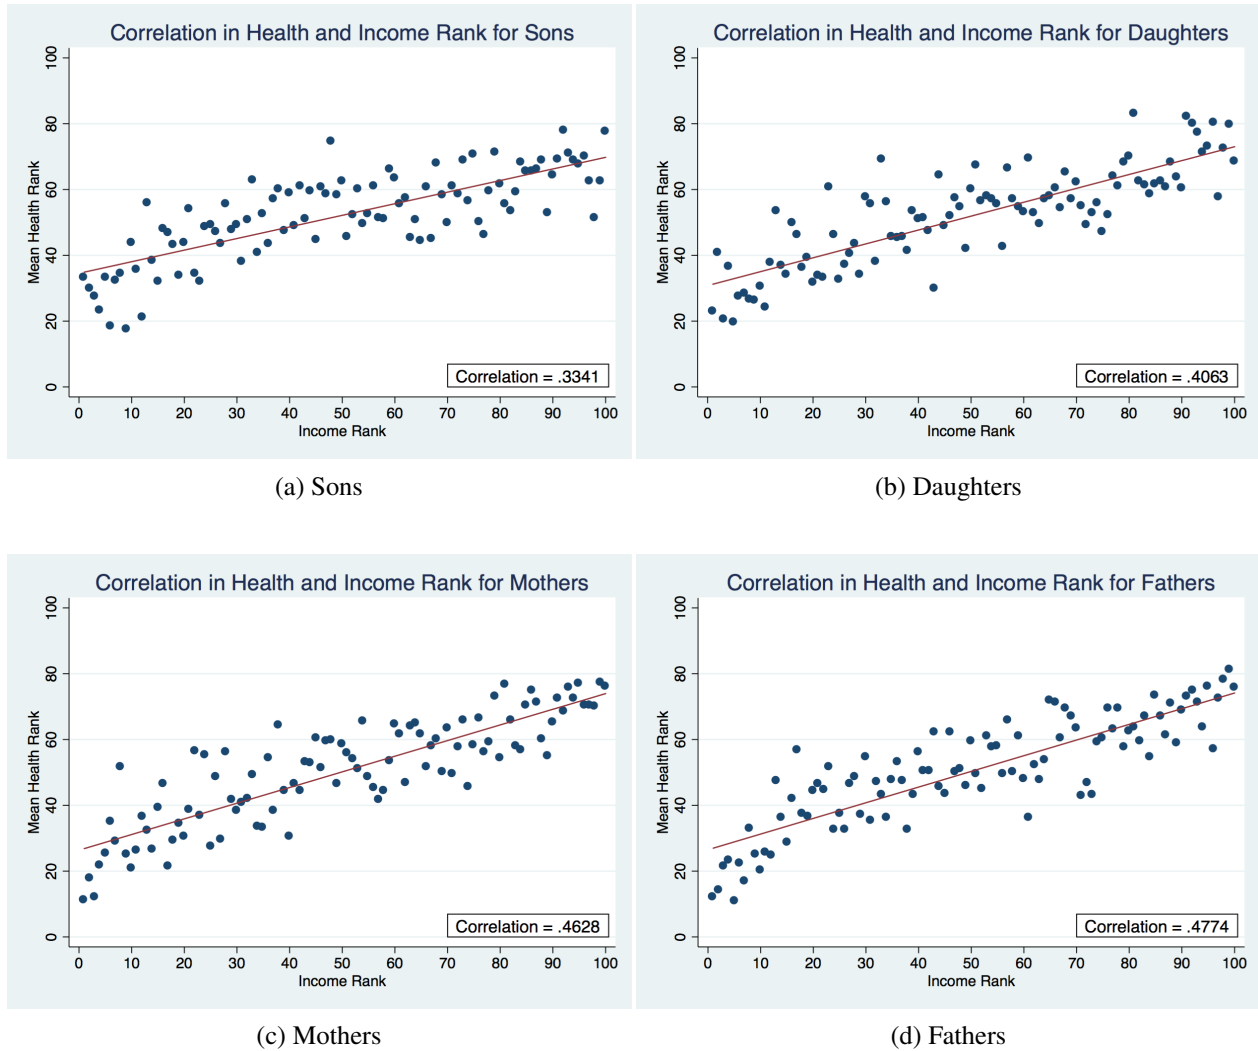 Correlation in Health and Income Rank for Sons
Mean Health Rank
100
80
60
40
20
0
Correlation = .3341
0 10 20 30 40 50 60 70 80 90 100
Income Rank
(a) Sons
Correlation in Health and Income Rank for Daughters
Mean Health Rank
100
80
60
40
20
0
Correlation = .4063
0 10 20 30 40 50 60 70 80 90 100
Income Rank
(b) Daughters
Correlation in Health and Income Rank for Mothers
Mean Health Rank
100
80
60
40
20
0
Correlation = .4628
0 10 20 30 40 50 60 70 80 90 100
Income Rank
(c) Mothers
Correlation in Health and Income Rank for Fathers
Mean Health Rank
100
80
60
40
20
0
Correlation = .4774
0 10 20 30 40 50 60 70 80 90 100
Income Rank
(d) Fathers